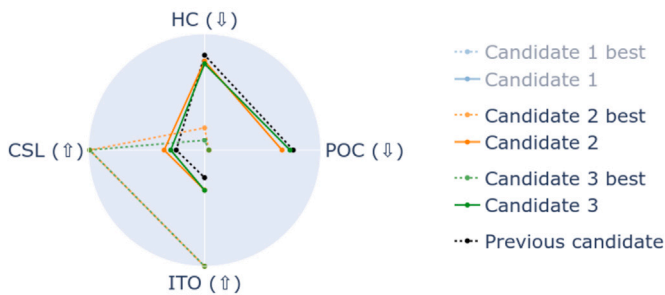 HC (⇩)
CSL (⇧)
POC (⇩)
ITO (⇧)
Candidate 1 best
Candidate 1
Candidate 2 best
Candidate 2
Candidate 3 best
Candidate 3
Previous candidate